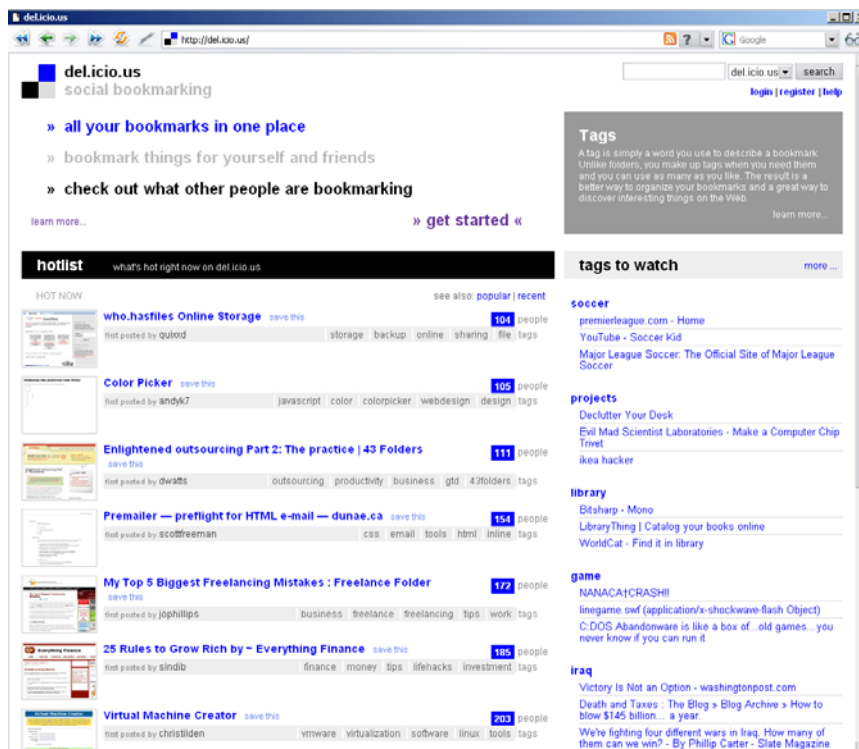 del.icio.us
http://del.icio.us/
? Google
del.icio.us
social bookmarking
del.icio.us search
login | register | help
» all your bookmarks in one place
» bookmark things for yourself and friends
» check out what other people are bookmarking
learn more...
» get started «
Tags
A tag is simply a word you use to describe a bookmark.
Unlike folders, you make up tags when you need them
and you can use as many as you like. The result is a
better way to organize your bookmarks and a great way to
discover interesting things on the Web.
learn more...
hotlist what's hot right now on del.icio.us
HOT NOW see also: popular | recent
who.hasfiles Online Storage save this 104 people
first posted by quixxd storage backup online sharing file tags
Color Picker save this 105 people
first posted by andyk7 javascript color colorpicker webdesign design tags
Enlightened outsourcing Part 2: The practice | 43 Folders 111 people
save this
first posted by dwatts outsourcing productivity business gtd 43folders tags
Premailer — preflight for HTML e-mail — dunae.ca save this 154 people
first posted by scottfreeman css email tools html inline tags
My Top 5 Biggest Freelancing Mistakes : Freelance Folder 172 people
save this
first posted by jophillips business freelance freelancing tips work tags
25 Rules to Grow Rich by ~ Everything Finance save this 185 people
first posted by sindib finance money tips lifehacks investment tags
Virtual Machine Creator save this 203 people
first posted by christilden vmware virtualization software linux tools tags
tags to watch more ...
soccer
premierleague.com - Home
YouTube - Soccer Kid
Major League Soccer: The Official Site of Major League
Soccer
projects
Declutter Your Desk
Evil Mad Scientist Laboratories - Make a Computer Chip
Trivet
ikea hacker
library
Bitsharp - Mono
LibraryThing | Catalog your books online
WorldCat - Find it in library
game
NANACA†CRASH!!
linegame.swf (application/x-shockwave-flash Object)
C:DOS Abandonware is like a box of...old games...you
never know if you can run it
iraq
Victory Is Not an Option - washingtonpost.com
Death and Taxes : The Blog » Blog Archive » How to
blow $145 billion... a year.
We're fighting four different wars in Iraq. How many of
them can we win? - By Phillip Carter - Slate Magazine